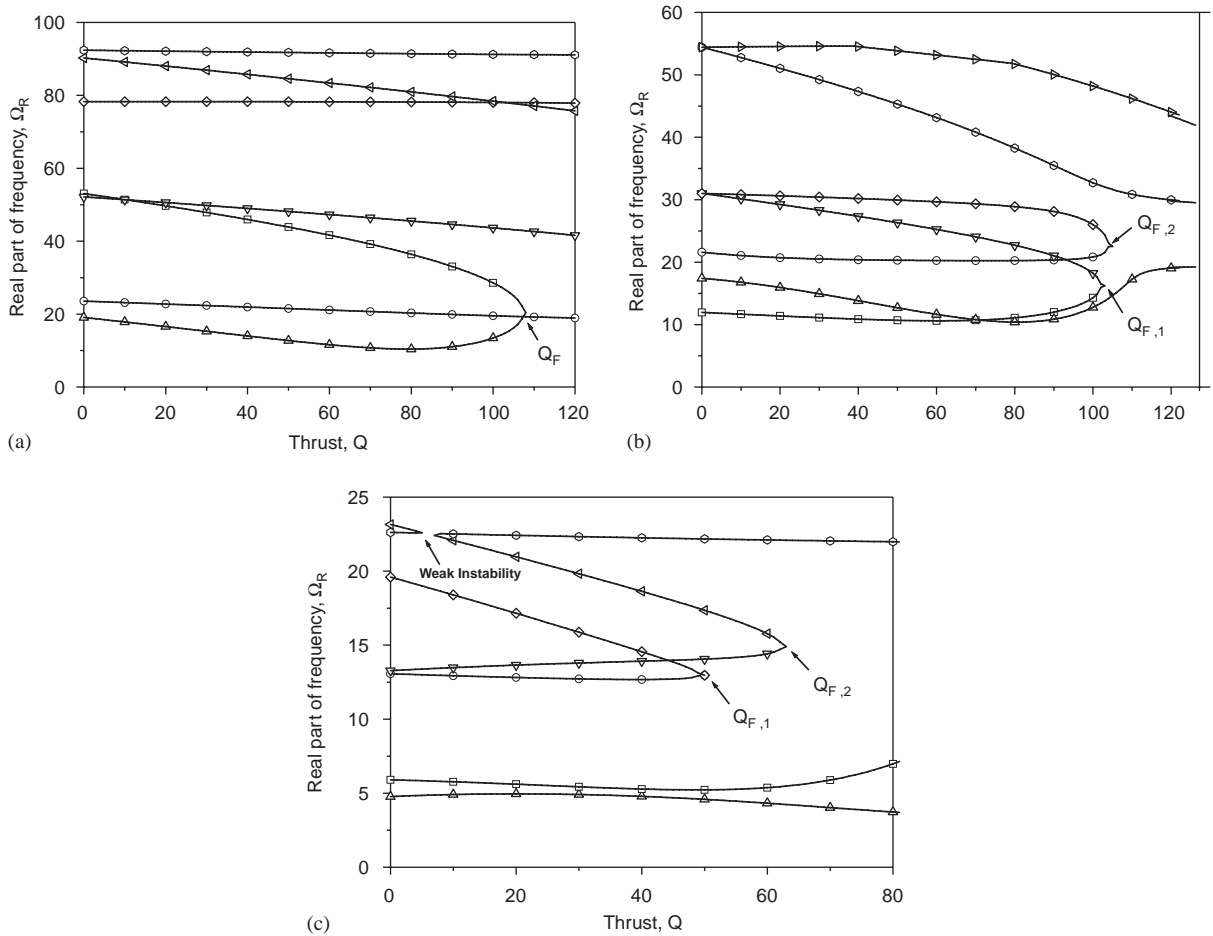 100
80
60
40
20
0
Real part of frequency, Ω_R
0 20 40 60 80 100 120
Thrust, Q
Q_F
(a)
60
50
40
30
20
10
0
Real part of frequency, Ω_R
0 20 40 60 80 100 120
Q_F,2
Q_F,1
(b)
25
20
15
10
5
0
Real part of frequency, Ω_R
0 20 40 60 80
Thrust, Q
Weak Instability
Q_F,2
Q_F,1
(c)